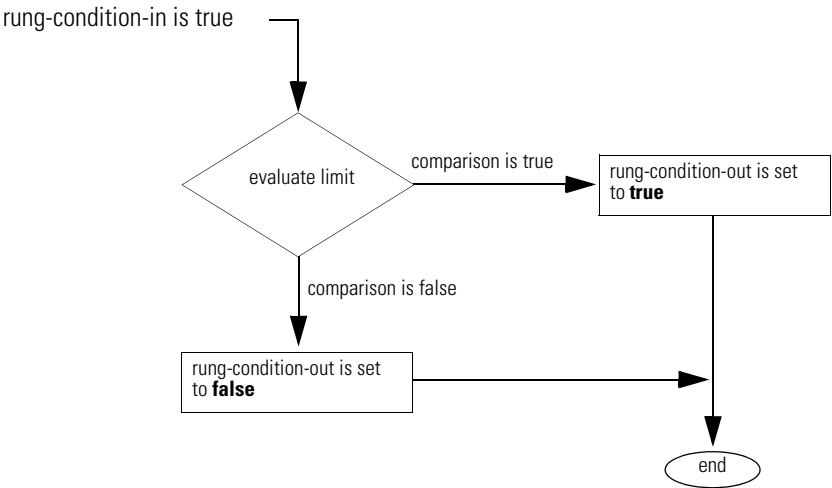 rung-condition-in is true
evaluate limit
comparison is true
rung-condition-out is set
to true
comparison is false
rung-condition-out is set
to false
end